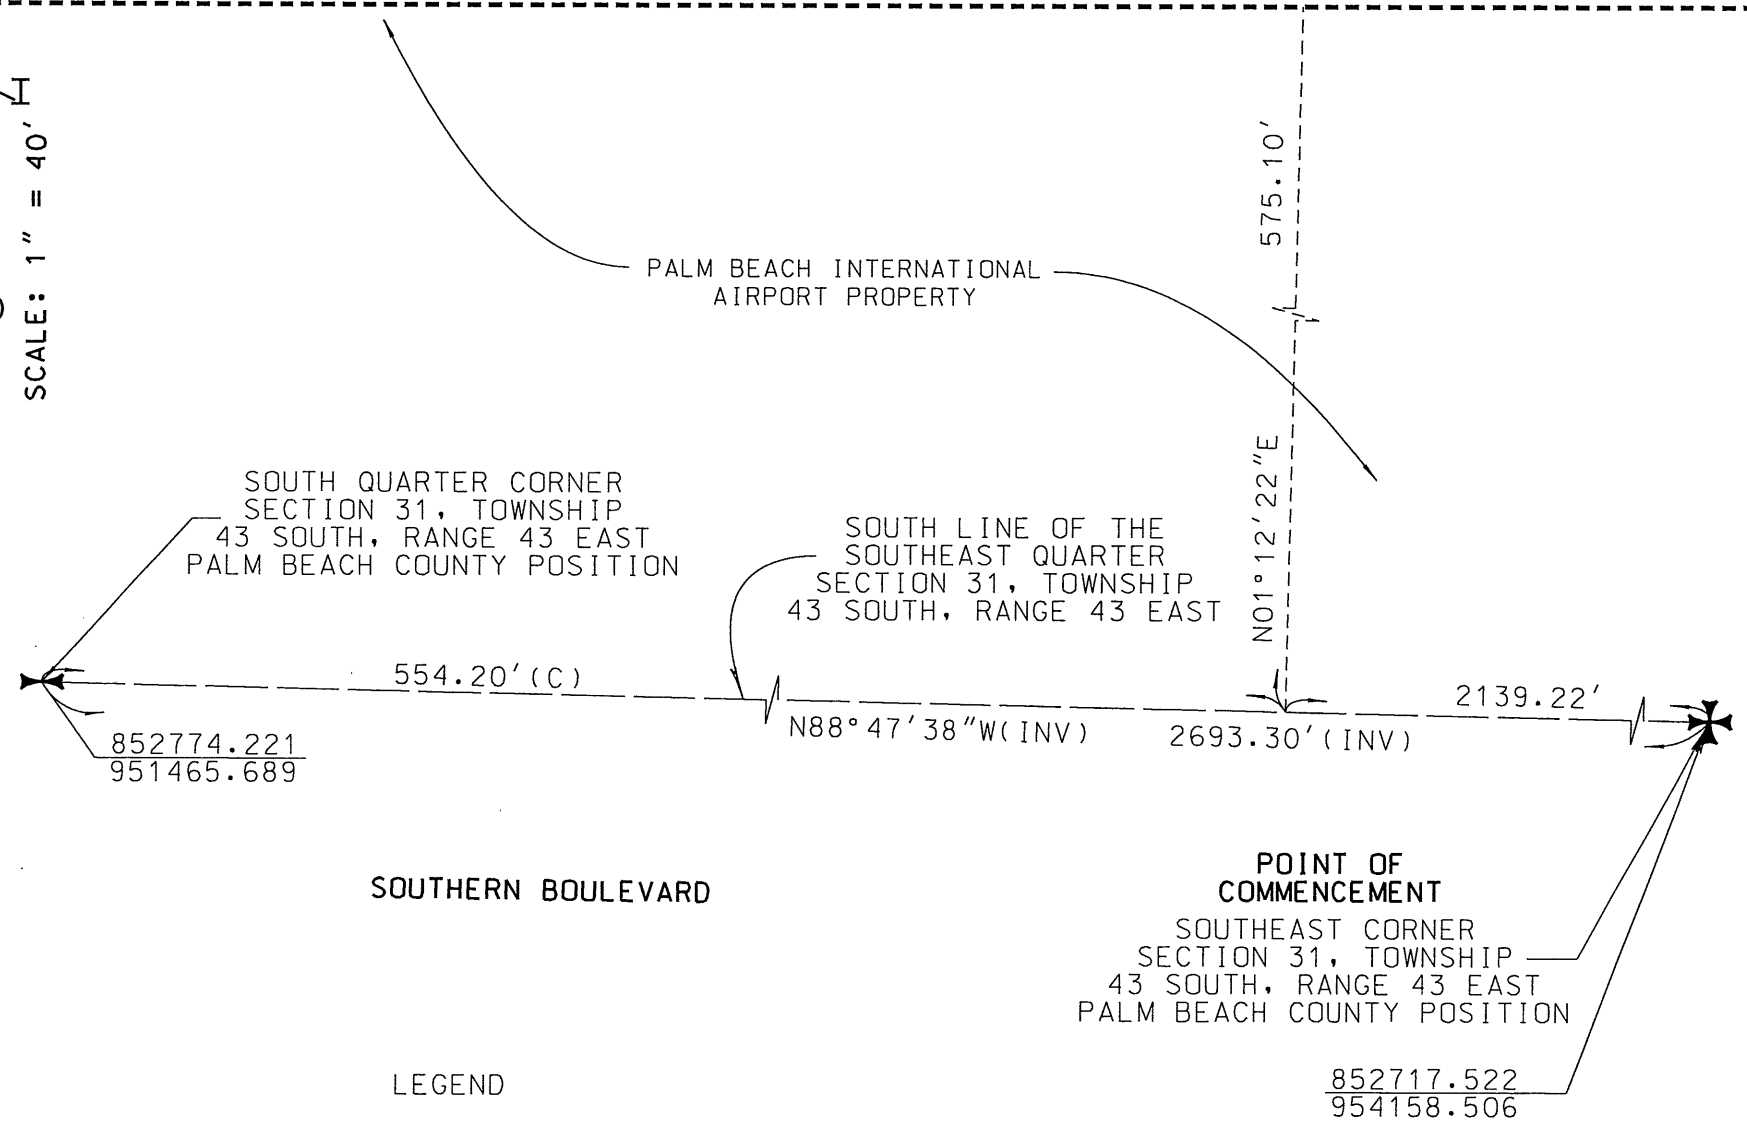 SCALE: 1" = 40'
575.10'
PALM BEACH INTERNATIONAL
AIRPORT PROPERTY
N01°12'22"E
SOUTH QUARTER CORNER
SECTION 31, TOWNSHIP
43 SOUTH, RANGE 43 EAST
PALM BEACH COUNTY POSITION
SOUTH LINE OF THE
SOUTHEAST QUARTER
SECTION 31, TOWNSHIP
43 SOUTH, RANGE 43 EAST
554.20'(C)
2139.22'
N88°47'38"W(INV)
2693.30'(INV)
852774.221
951465.689
SOUTHERN BOULEVARD
POINT OF
COMMENCEMENT
SOUTHEAST CORNER
SECTION 31, TOWNSHIP
43 SOUTH, RANGE 43 EAST
PALM BEACH COUNTY POSITION
LEGEND
852717.522
954158.506